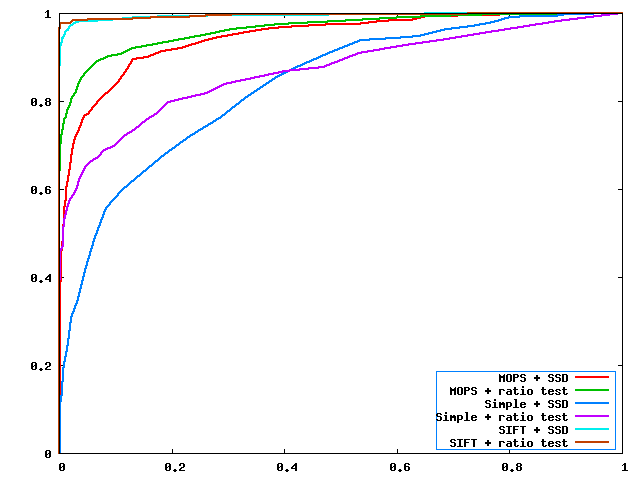 1
0.8
0.6
0.4
0.2
0
MOPS + SSD
MOPS + ratio test
Simple + SSD
Simple + ratio test
SIFT + SSD
SIFT + ratio test
0 0.2 0.4 0.6 0.8 1